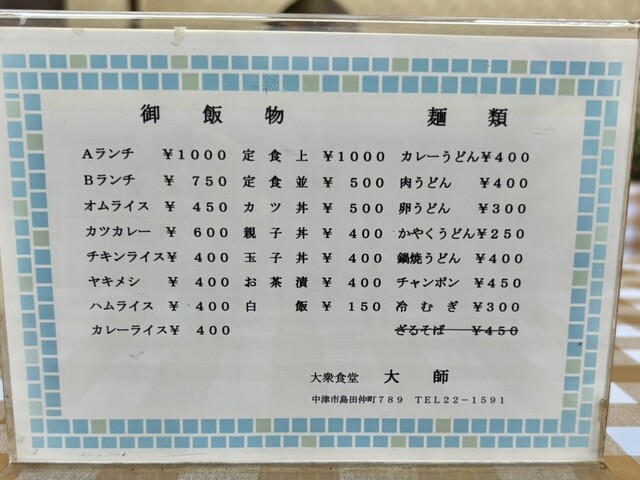 御飯物　麺類
Aランチ ￥1000 定食上 ￥1000 カレーうどん￥400
Bランチ ￥750 定食並 ￥500 肉うどん ￥400
オムライス ￥450 カツ丼 ￥500 卵うどん ￥300
カツカレー ￥600 親子丼 ￥400 かやくうどん￥250
チキンライス￥400 玉子丼 ￥400 鍋焼うどん ￥400
ヤキメシ ￥400 お茶漬 ￥400 チャンポン ￥450
ハムライス ￥400 白飯 ￥150 冷むぎ ￥300
カレーライス￥400 ざるそば ￥450
大衆食堂 大師
中津市島田仲町789 TEL22－1591